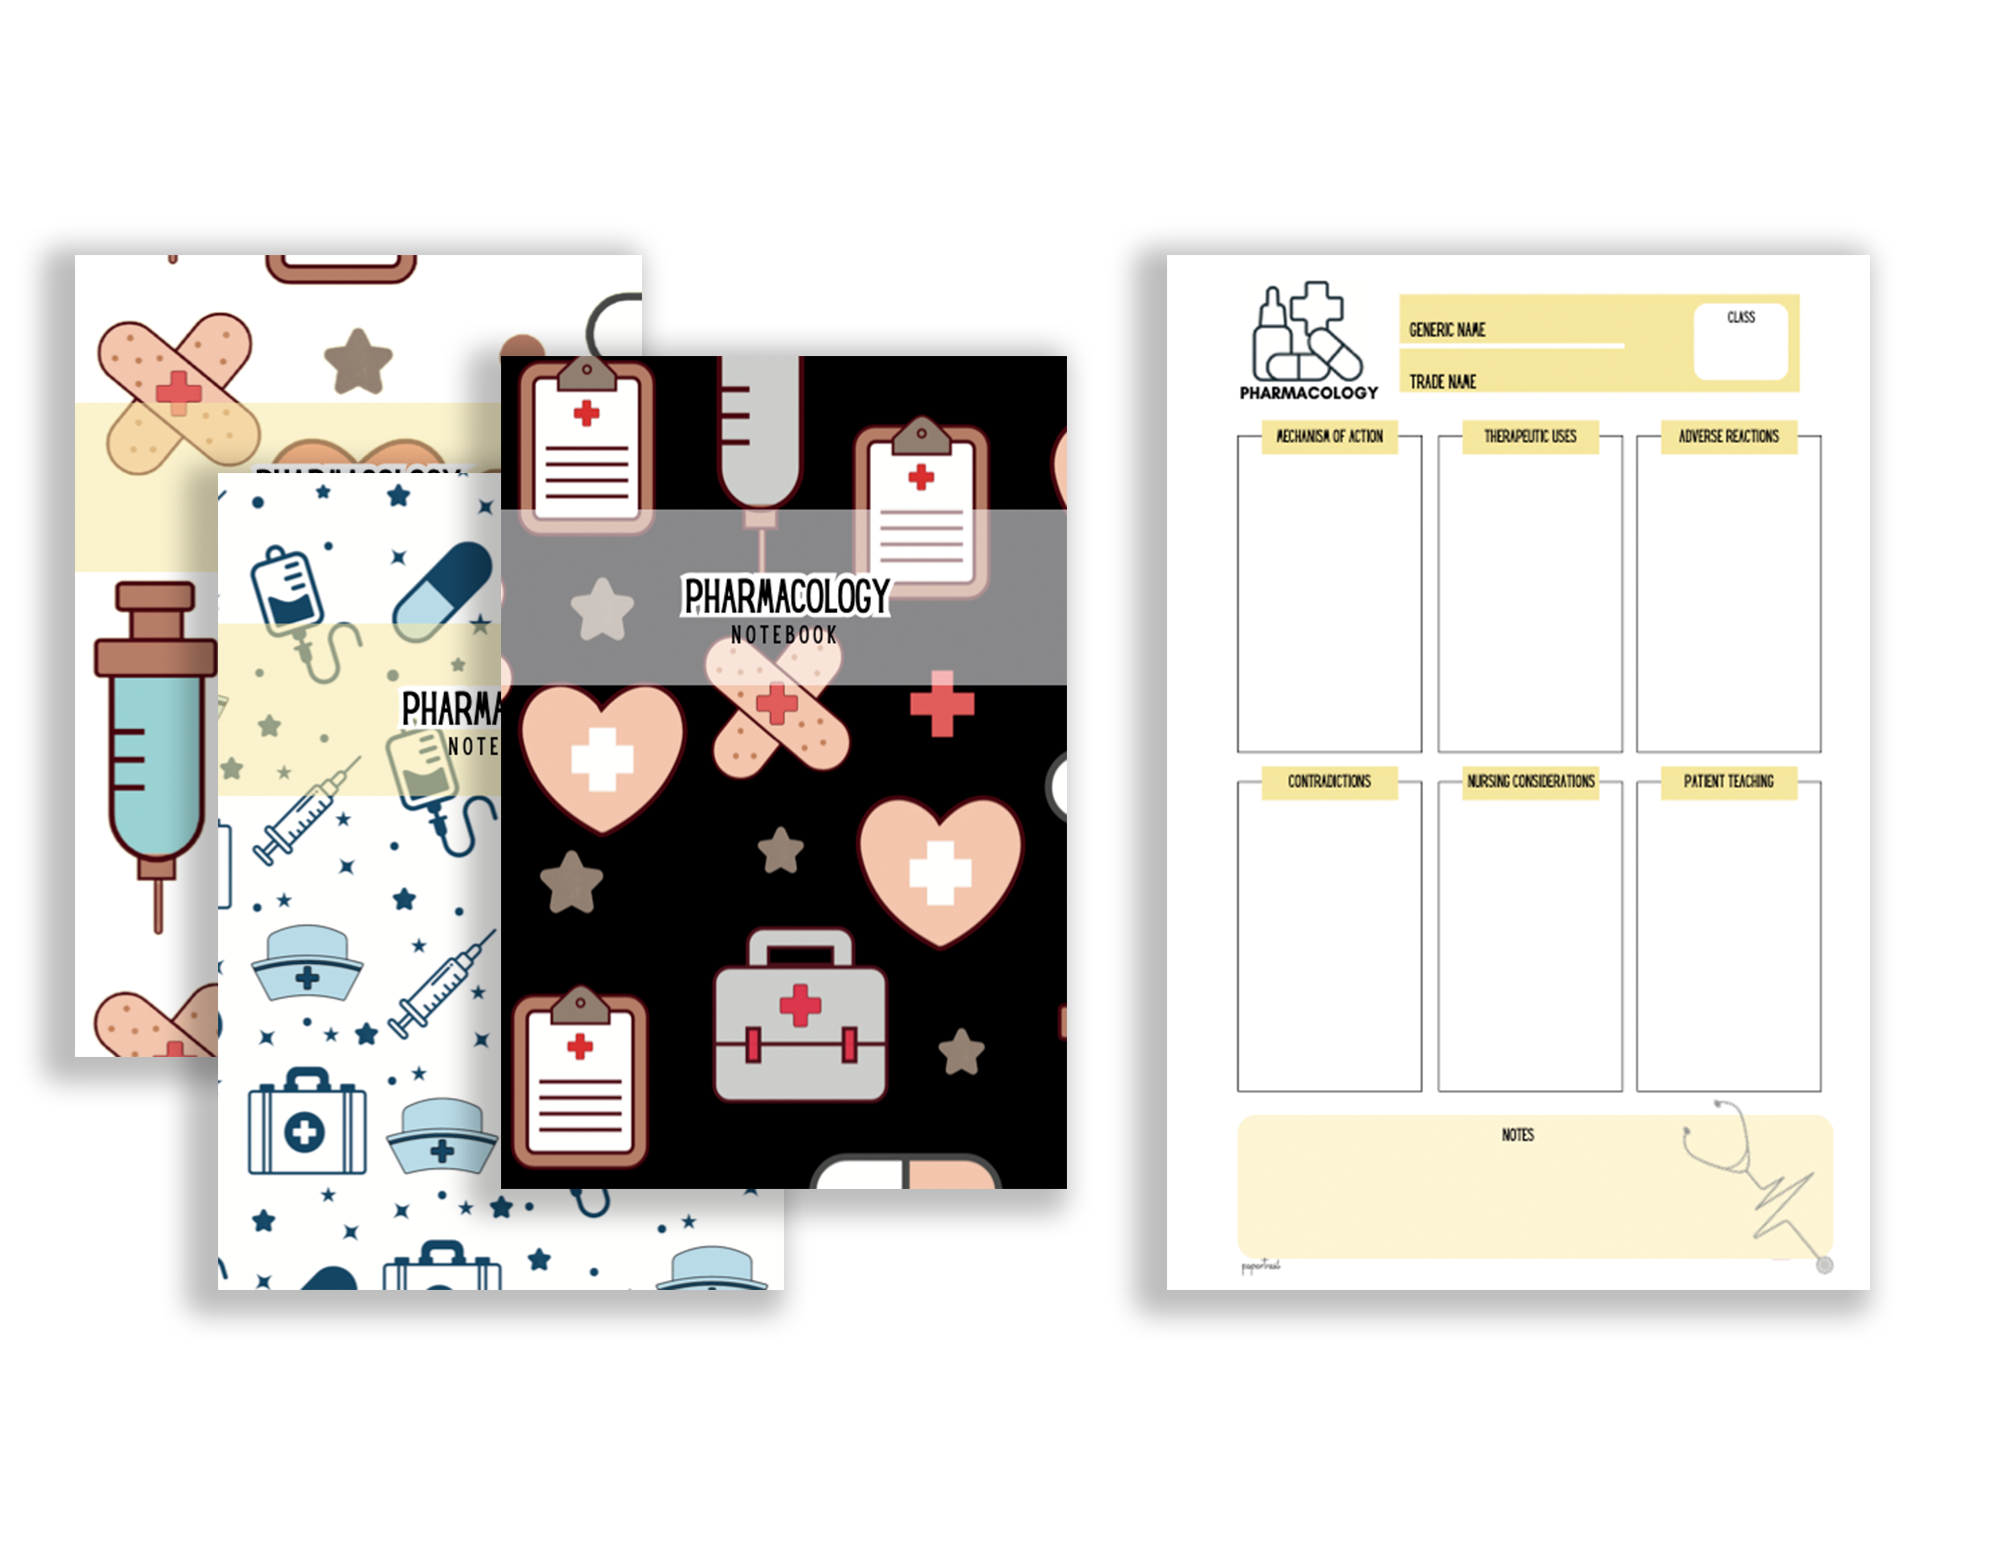 PHARMACOLOGY
PHARMA
NOTE
PHARMACOLOGY
NOTEBOOK
PHARMACOLOGY
GENERIC NAME
TRADE NAME
CLASS
MECHANISM OF ACTION
THERAPEUTIC USES
ADVERSE REACTIONS
CONTRADICTIONS
NURSING CONSIDERATIONS
PATIENT TEACHING
NOTES